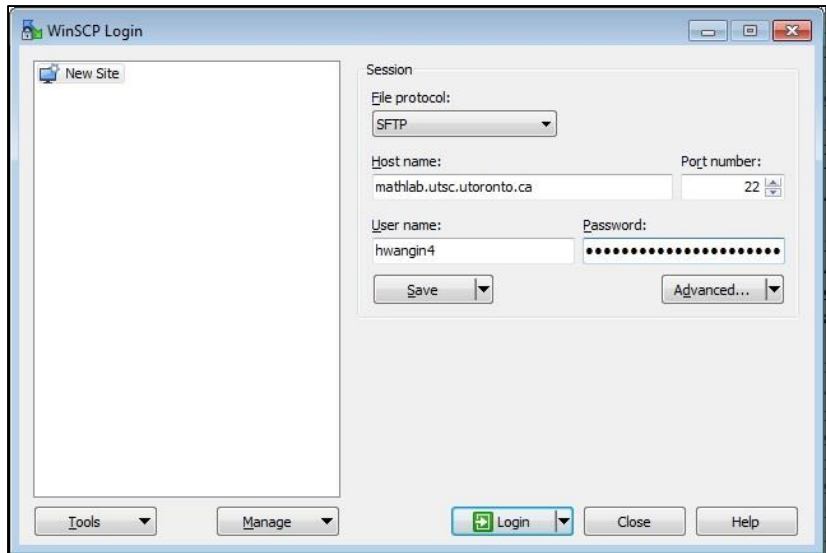 WinSCP Login
New Site
Session
File protocol:
SFTP
Host name:
Port number:
mathlab.utsc.utoronto.ca
22
User name:
Password:
hwangin4
●●●●●●●●●●●●●●●●●●●●●●
Save
Advanced...
Tools
Manage
Login
Close
Help